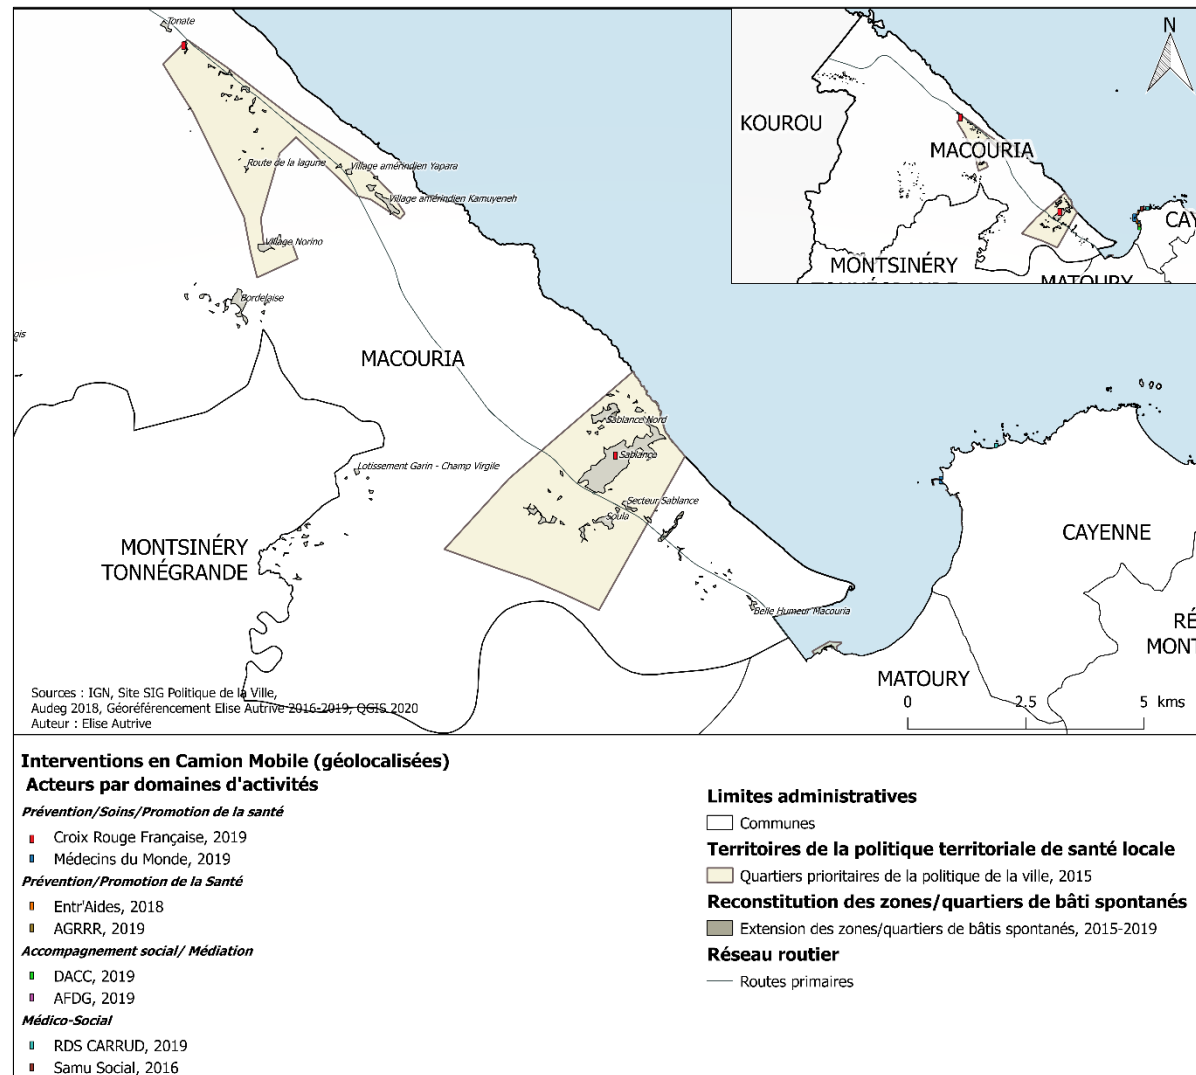 Tonate
Route de la lagune
Village amérindien Yapara
Village amérindien Kamuyeneh
Village Norino
Bordelaise
MACOURIA
Sablance Nord
Sablance
Lotissement Garin - Champ Virgile
Secteur Sablance
Soula
MONTSINÉRY
TONNÉGRANDE
CAYENNE
Belle Humeur Macouria
MATOURY
RÉ
MONT
N
KOUROU
MACOURIA
CAY
MONTSINÉRY
TONNÉGRANDE
MATOURY
0 2.5 5 kms
Sources : IGN, Site SIG Politique de la Ville,
Audeg 2018, Géoréférencement Elise Autrive 2016-2019, QGIS 2020
Auteur : Elise Autrive
Interventions en Camion Mobile (géolocalisées)
Acteurs par domaines d'activités
Prévention/Soins/Promotion de la santé
Croix Rouge Française, 2019
Médecins du Monde, 2019
Prévention/Promotion de la Santé
Entr'Aides, 2018
AGRRR, 2019
Accompagnement social/ Médiation
DACC, 2019
AFDG, 2019
Médico-Social
RDS CARRUD, 2019
Samu Social, 2016
Limites administratives
Communes
Territoires de la politique territoriale de santé locale
Quartiers prioritaires de la politique de la ville, 2015
Reconstitution des zones/quartiers de bâti spontanés
Extension des zones/quartiers de bâtis spontanés, 2015-2019
Réseau routier
Routes primaires